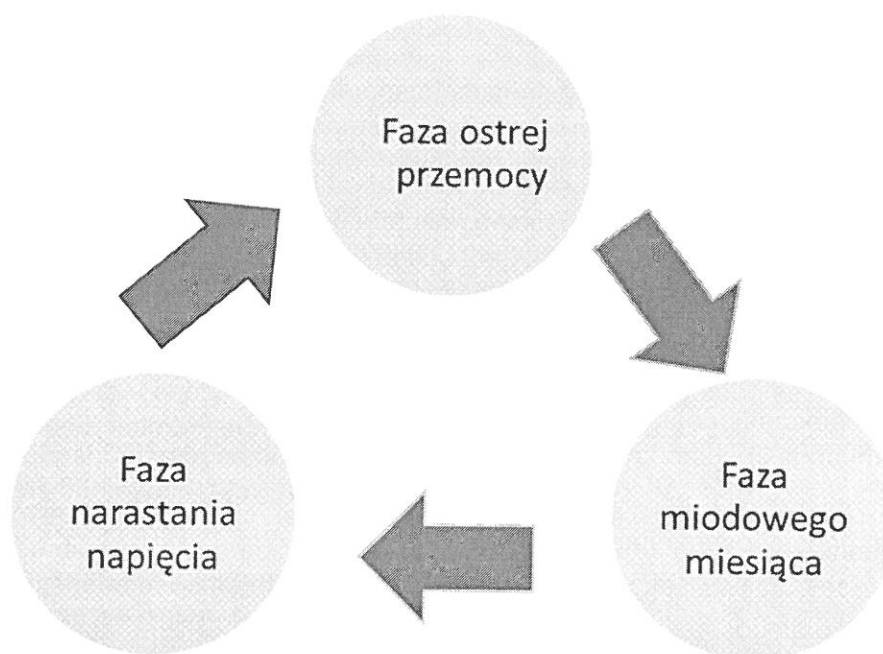 Faza ostrej
przemocy
Faza
narastania
napięcia
Faza
miodowego
miesiąca